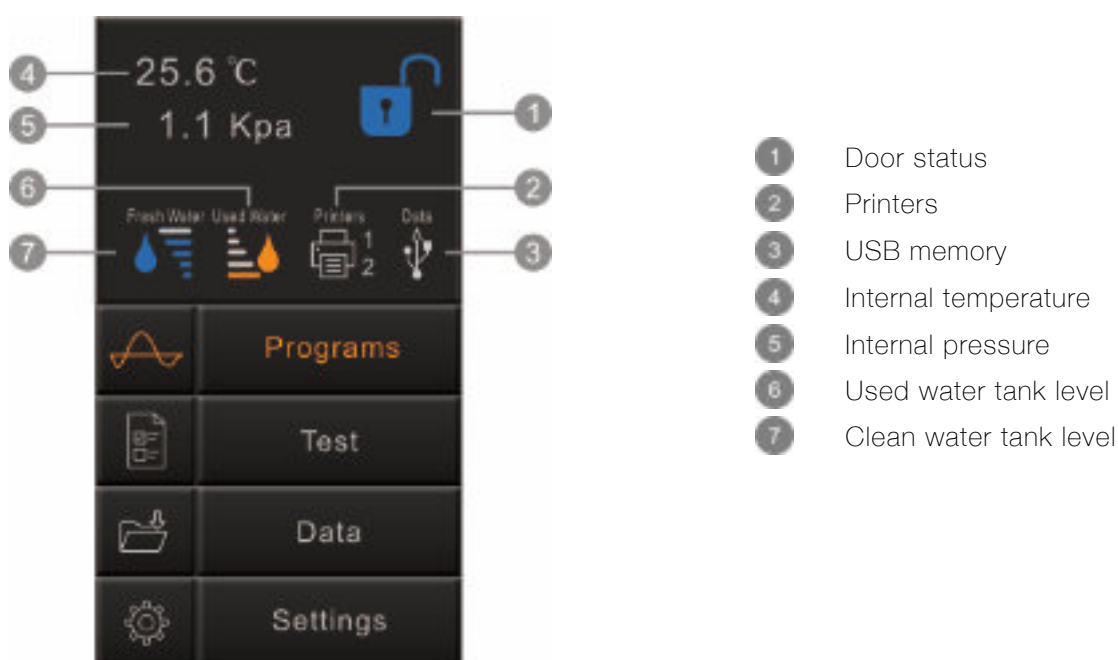 4 25.6 ℃
5 1.1 Kpa
1
6
2
Fresh Water Used Water Printers Data
7
1
2
3
Programs
Test
Data
Settings
1 Door status
2 Printers
3 USB memory
4 Internal temperature
5 Internal pressure
6 Used water tank level
7 Clean water tank level